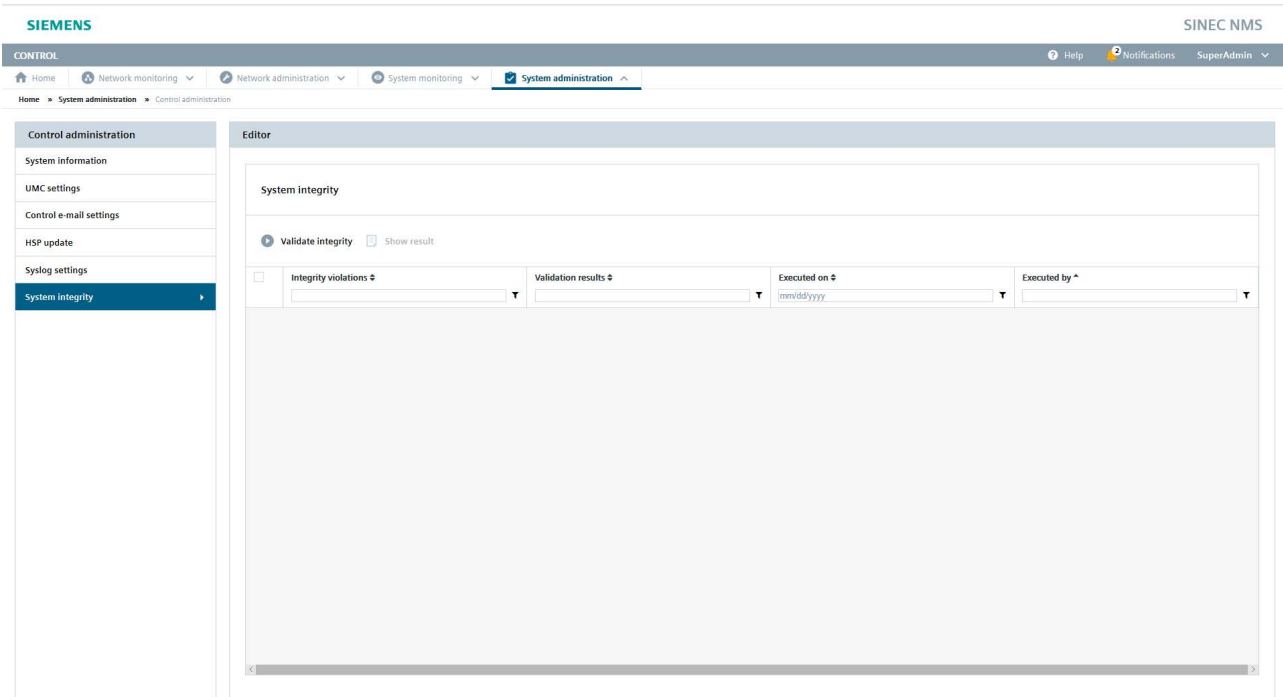 SIEMENS
SINEC NMS
CONTROL
Help
2
Notifications
SuperAdmin
Home
Network monitoring
Network administration
System monitoring
System administration
Home » System administration » Control administration
Control administration
System information
UMC settings
Control e-mail settings
HSP update
Syslog settings
System integrity
Editor
System integrity
Validate integrity
Show result
Integrity violations
Validation results
Executed on
Executed by
mm/dd/yyyy